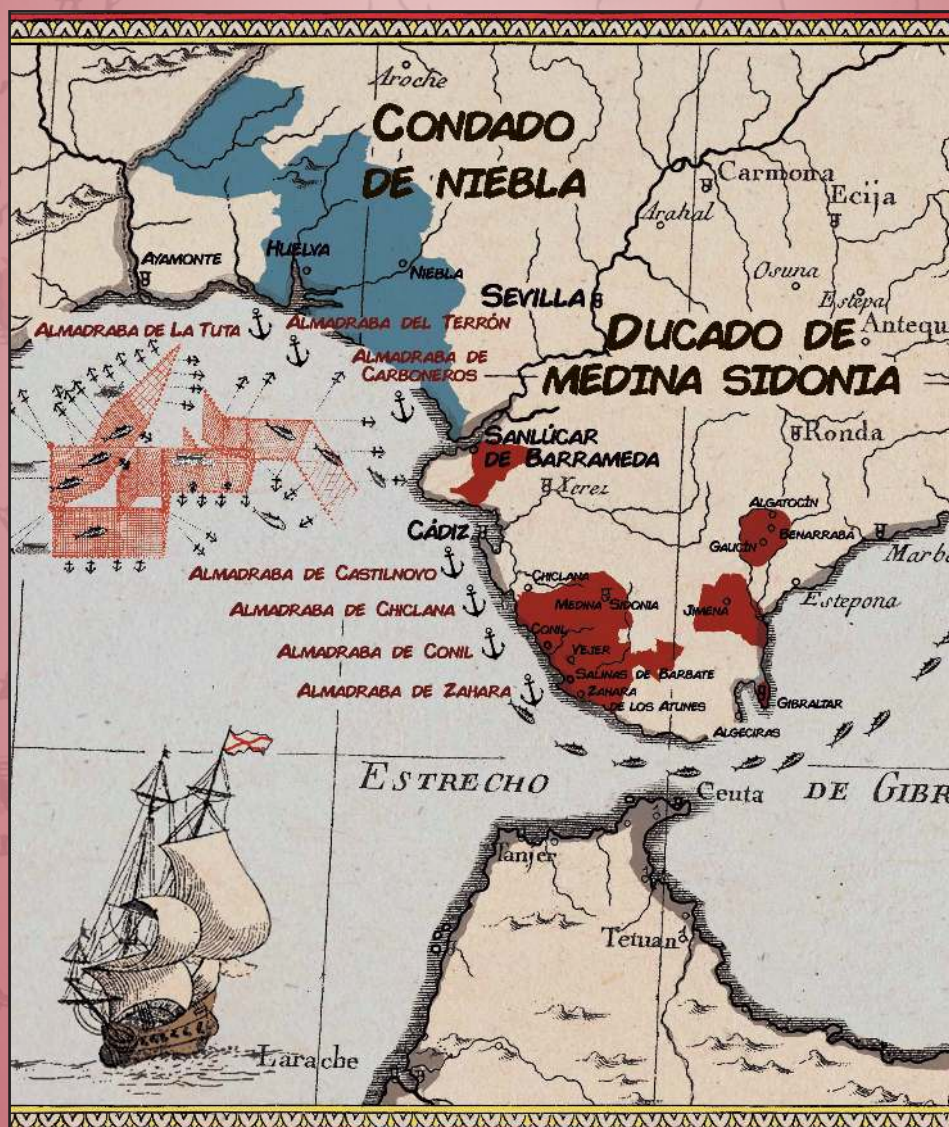 Aroche
CONDADO
DE NIEBLA
Carmona
Ecija
Arahal
AYAMONTE
HUELVA
NIEBLA
Osuna
SEVILLA
Estepa
ALMADRABA DE LA TUTA
ALMADRABA DEL TERRÓN
DUCADO DE
MEDINA SIDONIA
Antequ
ALMADRABA DE
CARBONEROS
SANLÚCAR
DE BARRAMEDA
Ronda
Xerez
ALGATOCÍN
BENARRABÁ
GAUCÍN
CÁDIZ
Marb
ALMADRABA DE CASTILNOVO
CHICLANA
MEDINA SIDONIA
JIMENA
Estepona
ALMADRABA DE CHICLANA
CONIL
ALMADRABA DE CONIL
VEJER
SALINAS DE BARBATE
ALMADRABA DE ZAHARA
ZAHARA
DE LOS ATUNES
GIBRALTAR
ALGECIRAS
ESTRECHO DE GIBR
Ceuta
Tanjer
Tetuan
Larache